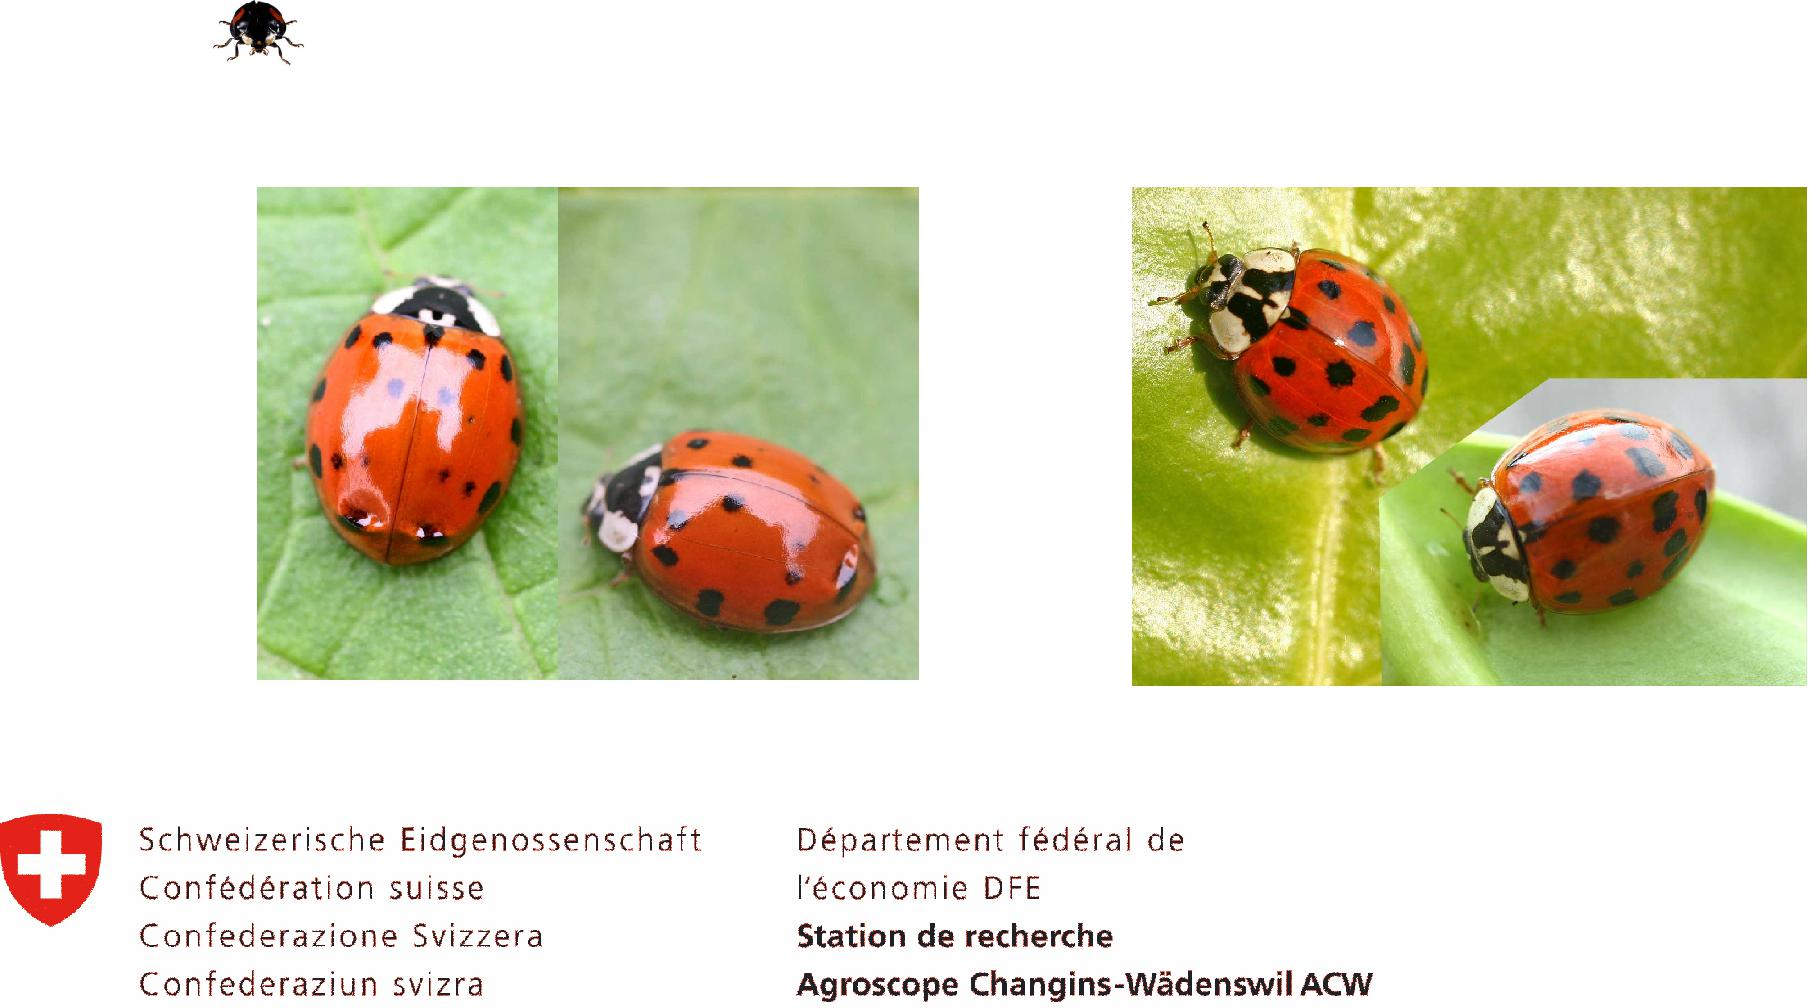 Schweizerische Eidgenossenschaft
Confédération suisse
Confederazione Svizzera
Confederaziun svizra
Département fédéral de
l'économie DFE
Station de recherche
Agroscope Changins-Wädenswil ACW